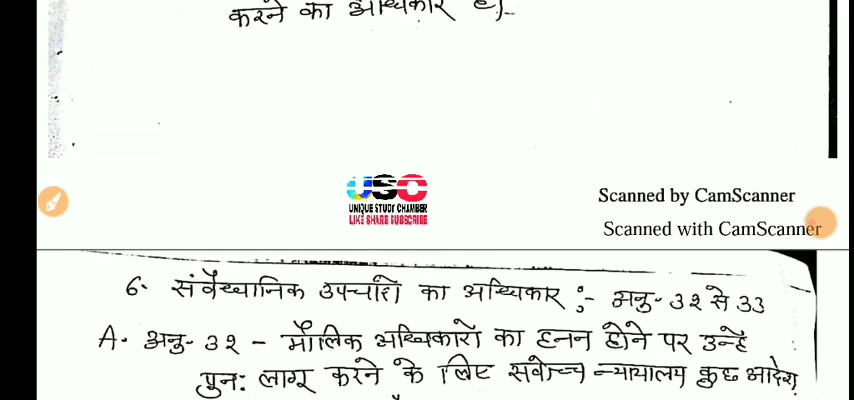 करने का अधिकार है।-
USC
UNIQUE STUDY CHAMBER
LIKE SHARE SUBSCRIBE
Scanned by CamScanner
Scanned with CamScanner
6- संवैधानिक उपचारों का अधिकार :- अनु- 32 से 33
A- अनु- 32 - मौलिक अधिकारों का हनन होने पर उन्हें
पुन: लागू करने के लिए सर्वोच्च न्यायालय कुछ आदेश